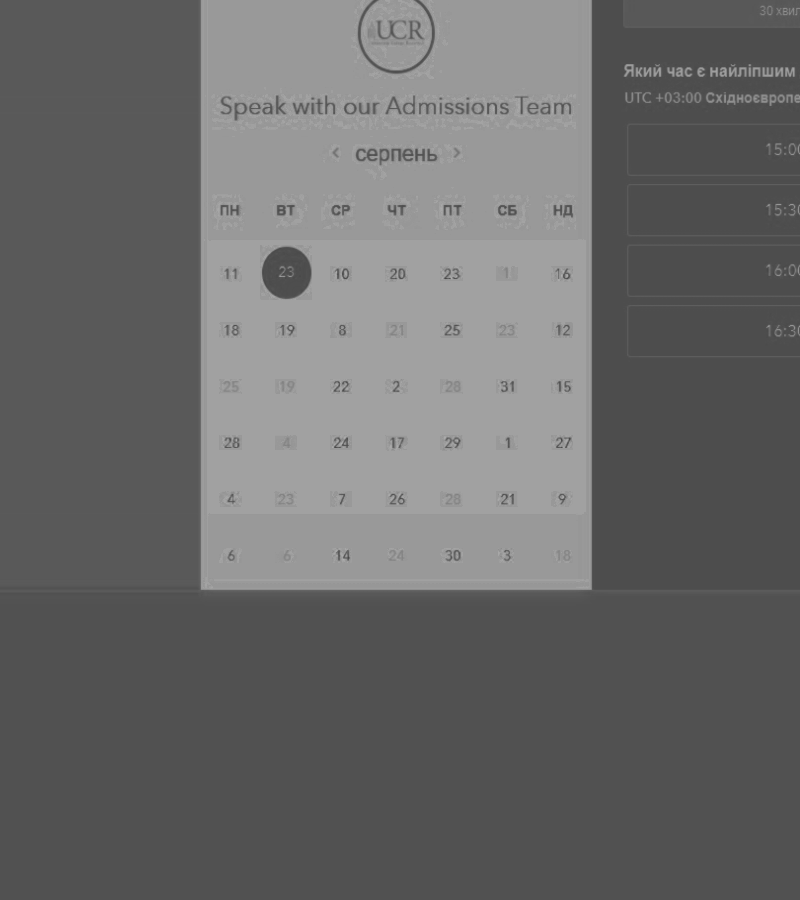 UCR
Speak with our Admissions Team
‹ серпень ›
ПН ВТ СР ЧТ ПТ СБ НД
11 23 10 20 23 1 16
18 19 8 21 25 23 12
25 19 22 2 28 31 15
28 4 24 17 29 1 27
4 23 7 26 28 21 9
6 6 14 24 30 3 18
30 хвил
Який час є найліпшим
UTC +03:00 Східноєвропе
15:00
15:30
16:00
16:30